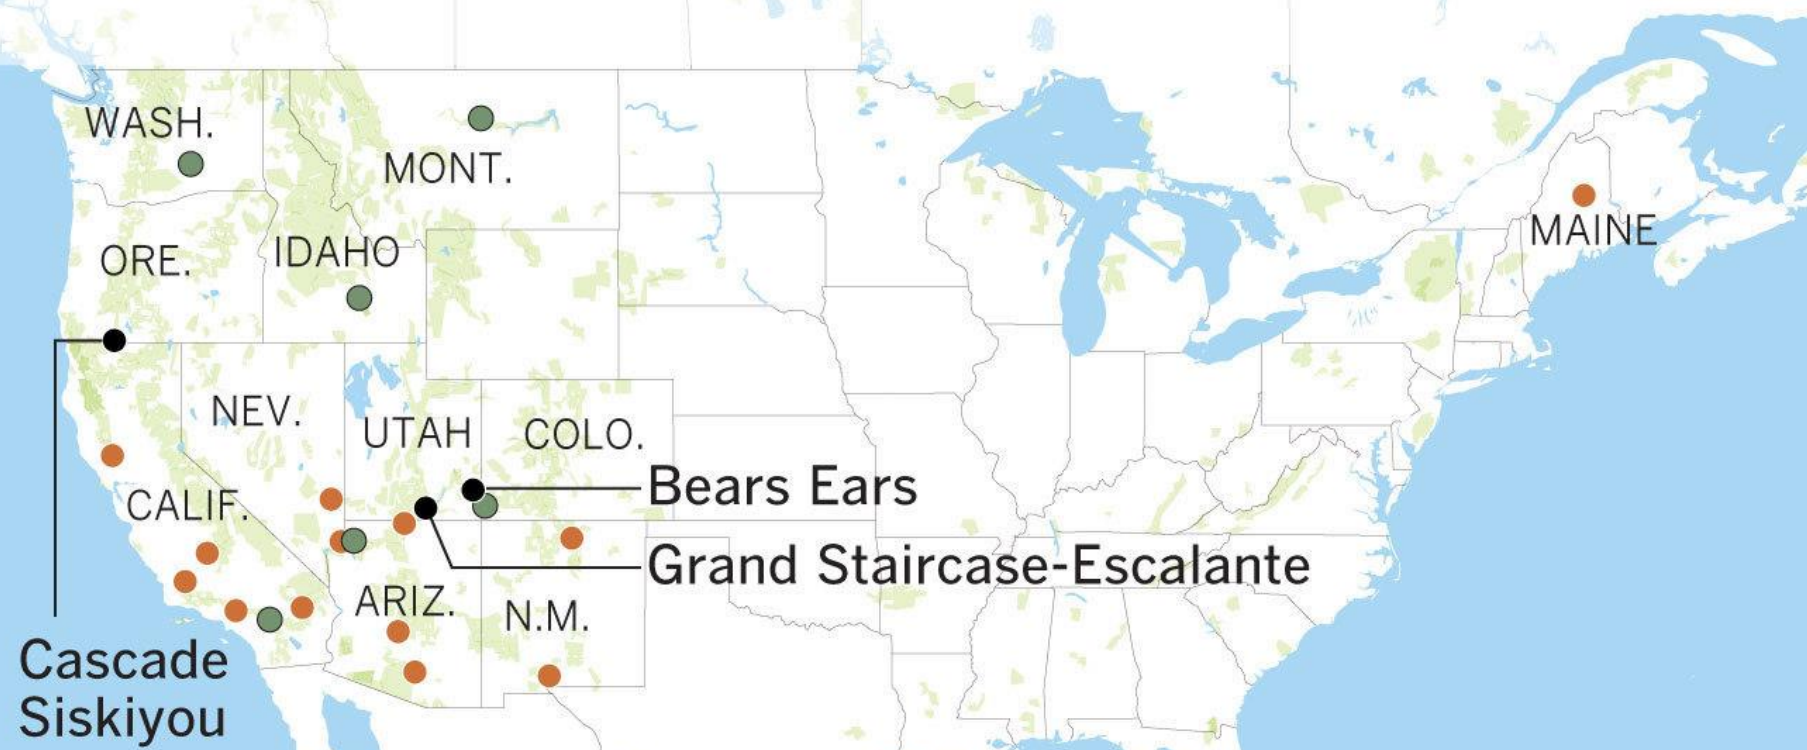 WASH.
MONT.
MAINE
ORE.
IDAHO
NEV.
UTAH
COLO.
Bears Ears
CALIF.
Grand Staircase-Escalante
ARIZ.
N.M.
Cascade
Siskiyou